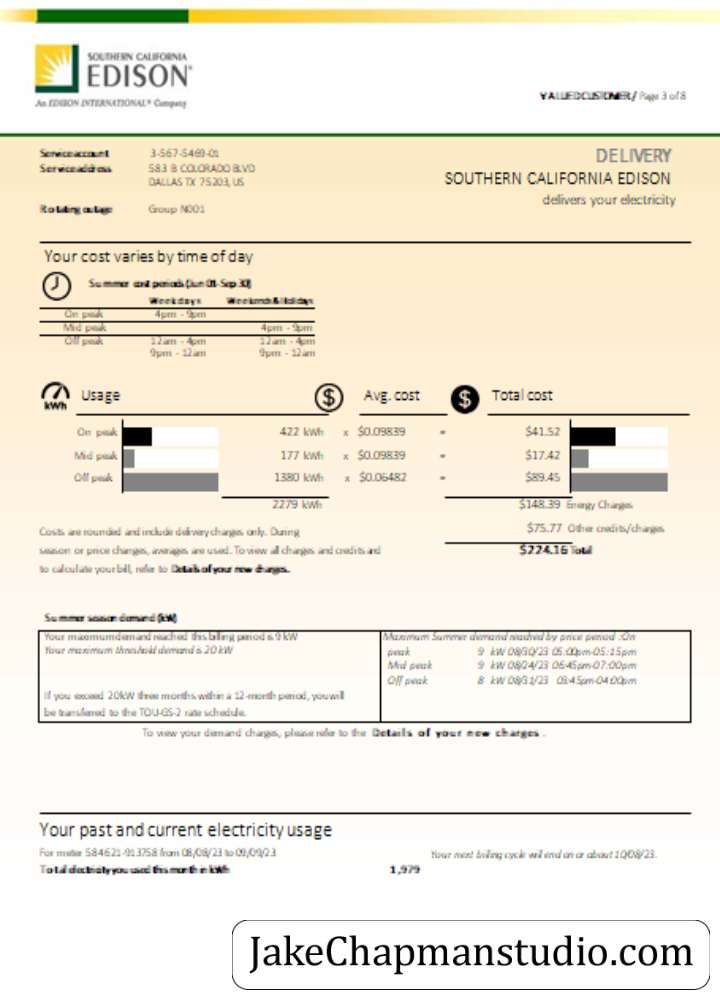 SOUTHERN CALIFORNIA
EDISON
An EDISON INTERNATIONAL® Company
VALUED CUSTOMER / Page 3 of 8
Service account 3-567-5469-01
Service address 583 B COLORADO BLVD
DALLAS TX 75203, US
Rotating outage Group N001
DELIVERY
SOUTHERN CALIFORNIA EDISON
delivers your electricity
Your cost varies by time of day
Summer cost periods (Jun 01-Sep 30)
Weekdays Weekends & Holidays
On peak 4pm - 9pm
Mid peak 4pm - 9pm
Off peak 12am - 4pm 12am - 4pm
9pm - 12am 9pm - 12am
kWh Usage $ Avg. cost $ Total cost
On peak 422 kWh x $0.09839 = $41.52
Mid peak 177 kWh x $0.09839 = $17.42
Off peak 1380 kWh x $0.06482 = $89.45
2279 kWh $148.39 Energy Charges
$75.77 Other credits/charges
$224.16 Total
Costs are rounded and include delivery charges only. During
season or price changes, averages are used. To view all charges and credits and
to calculate your bill, refer to Details of your new charges.
Summer season demand (kW)
Your maximum demand reached this billing period is 9 kW
Your maximum threshold demand is 20 kW
If you exceed 20kW three months within a 12-month period, you will
be transferred to the TOU-GS-2 rate schedule.
Maximum Summer demand reached by price period :On
peak 9 kW 08/30/23 05:00pm-05:15pm
Mid peak 9 kW 08/24/23 06:45pm-07:00pm
Off peak 8 kW 08/31/23 03:45pm-04:00pm
To view your demand charges, please refer to the Details of your new charges .
Your past and current electricity usage
For meter 584621-913758 from 08/08/23 to 09/09/23
Your next billing cycle will end on or about 10/08/23.
Total electricity you used this month in kWh 1,979
JakeChapmanstudio.com